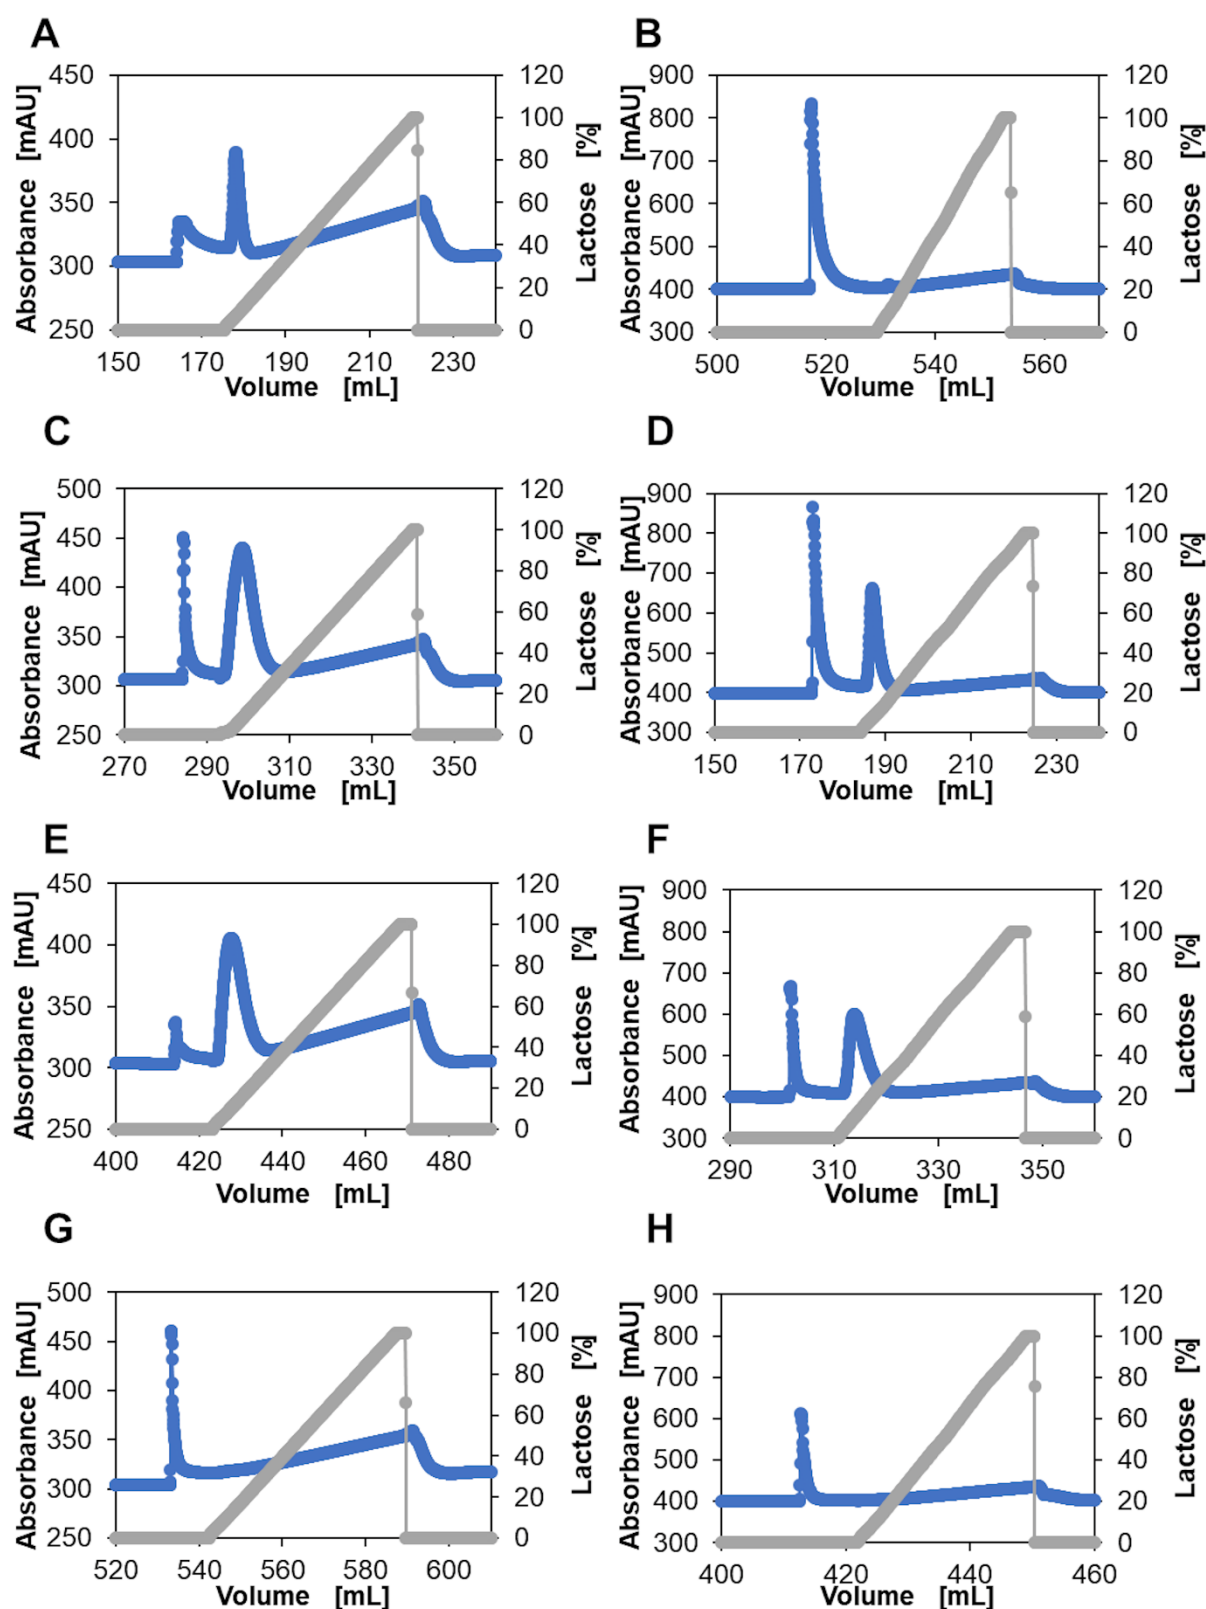 A
Absorbance [mAU]
450
400
350
300
250
120
100
80
60
40
20
0
Lactose [%]
150 170 190 210 230
Volume [mL]
B
Absorbance [mAU]
900
800
700
600
500
400
300
120
100
80
60
40
20
0
Lactose [%]
500 520 540 560
Volume [mL]
C
Absorbance [mAU]
500
450
400
350
300
250
120
100
80
60
40
20
0
Lactose [%]
270 290 310 330 350
Volume [mL]
D
Absorbance [mAU]
900
800
700
600
500
400
300
120
100
80
60
40
20
0
Lactose [%]
150 170 190 210 230
Volume [mL]
E
Absorbance [mAU]
450
400
350
300
250
120
100
80
60
40
20
0
Lactose [%]
400 420 440 460 480
Volume [mL]
F
Absorbance [mAU]
900
800
700
600
500
400
300
120
100
80
60
40
20
0
Lactose [%]
290 310 330 350
Volume [mL]
G
Absorbance [mAU]
500
450
400
350
300
250
120
100
80
60
40
20
0
Lactose [%]
520 540 560 580 600
Volume [mL]
H
Absorbance [mAU]
900
800
700
600
500
400
300
120
100
80
60
40
20
0
Lactose [%]
400 420 440 460
Volume [mL]